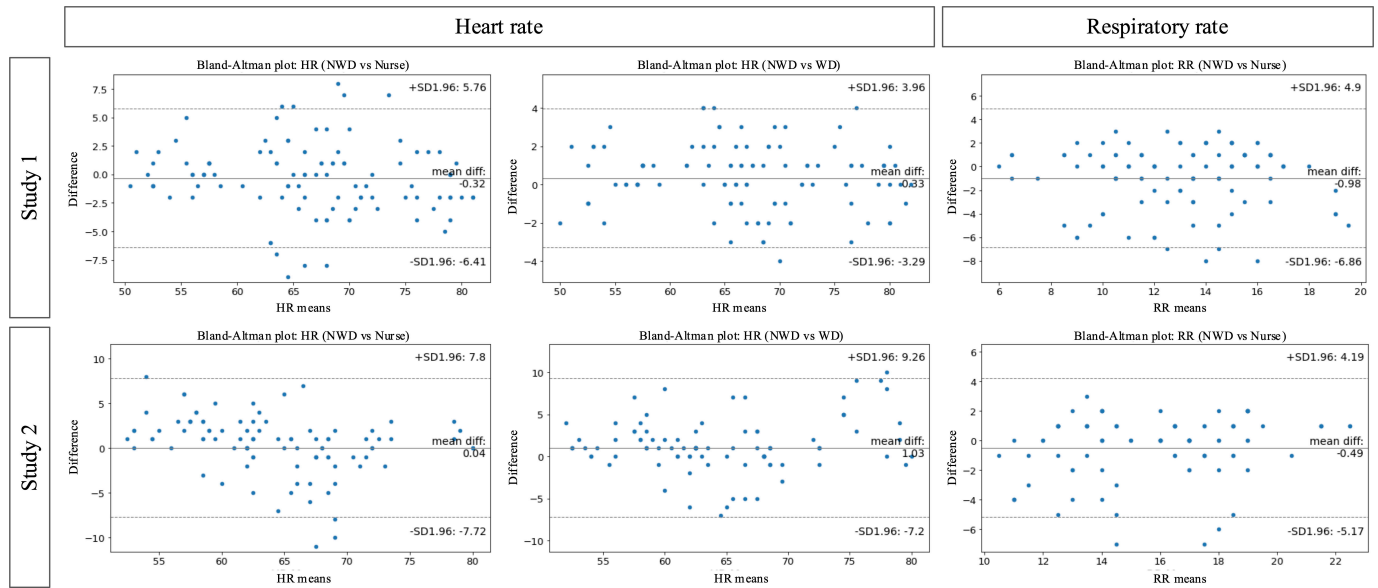 Heart rate
Respiratory rate
Study 1
Bland-Altman plot: HR (NWD vs Nurse)
+SD1.96: 5.76
mean diff:
-0.32
-SD1.96: -6.41
7.5
5.0
2.5
0.0
−2.5
−5.0
−7.5
Difference
50 55 60 65 70 75 80
HR means
Bland-Altman plot: HR (NWD vs WD)
+SD1.96: 3.96
mean diff:
0.33
-SD1.96: -3.29
4
2
0
−2
−4
Difference
50 55 60 65 70 75 80
HR means
Bland-Altman plot: RR (NWD vs Nurse)
+SD1.96: 4.9
mean diff:
-0.98
-SD1.96: -6.86
6
4
2
0
−2
−4
−6
−8
Difference
6 8 10 12 14 16 18 20
RR means
Study 2
Bland-Altman plot: HR (NWD vs Nurse)
+SD1.96: 7.8
mean diff:
0.04
-SD1.96: -7.72
10
5
0
−5
−10
Difference
55 60 65 70 75 80
HR means
Bland-Altman plot: HR (NWD vs WD)
+SD1.96: 9.26
mean diff:
1.03
-SD1.96: -7.2
10
5
0
−5
−10
Difference
55 60 65 70 75 80
HR means
Bland-Altman plot: RR (NWD vs Nurse)
+SD1.96: 4.19
mean diff:
-0.49
-SD1.96: -5.17
6
4
2
0
−2
−4
−6
Difference
10 12 14 16 18 20 22
RR means